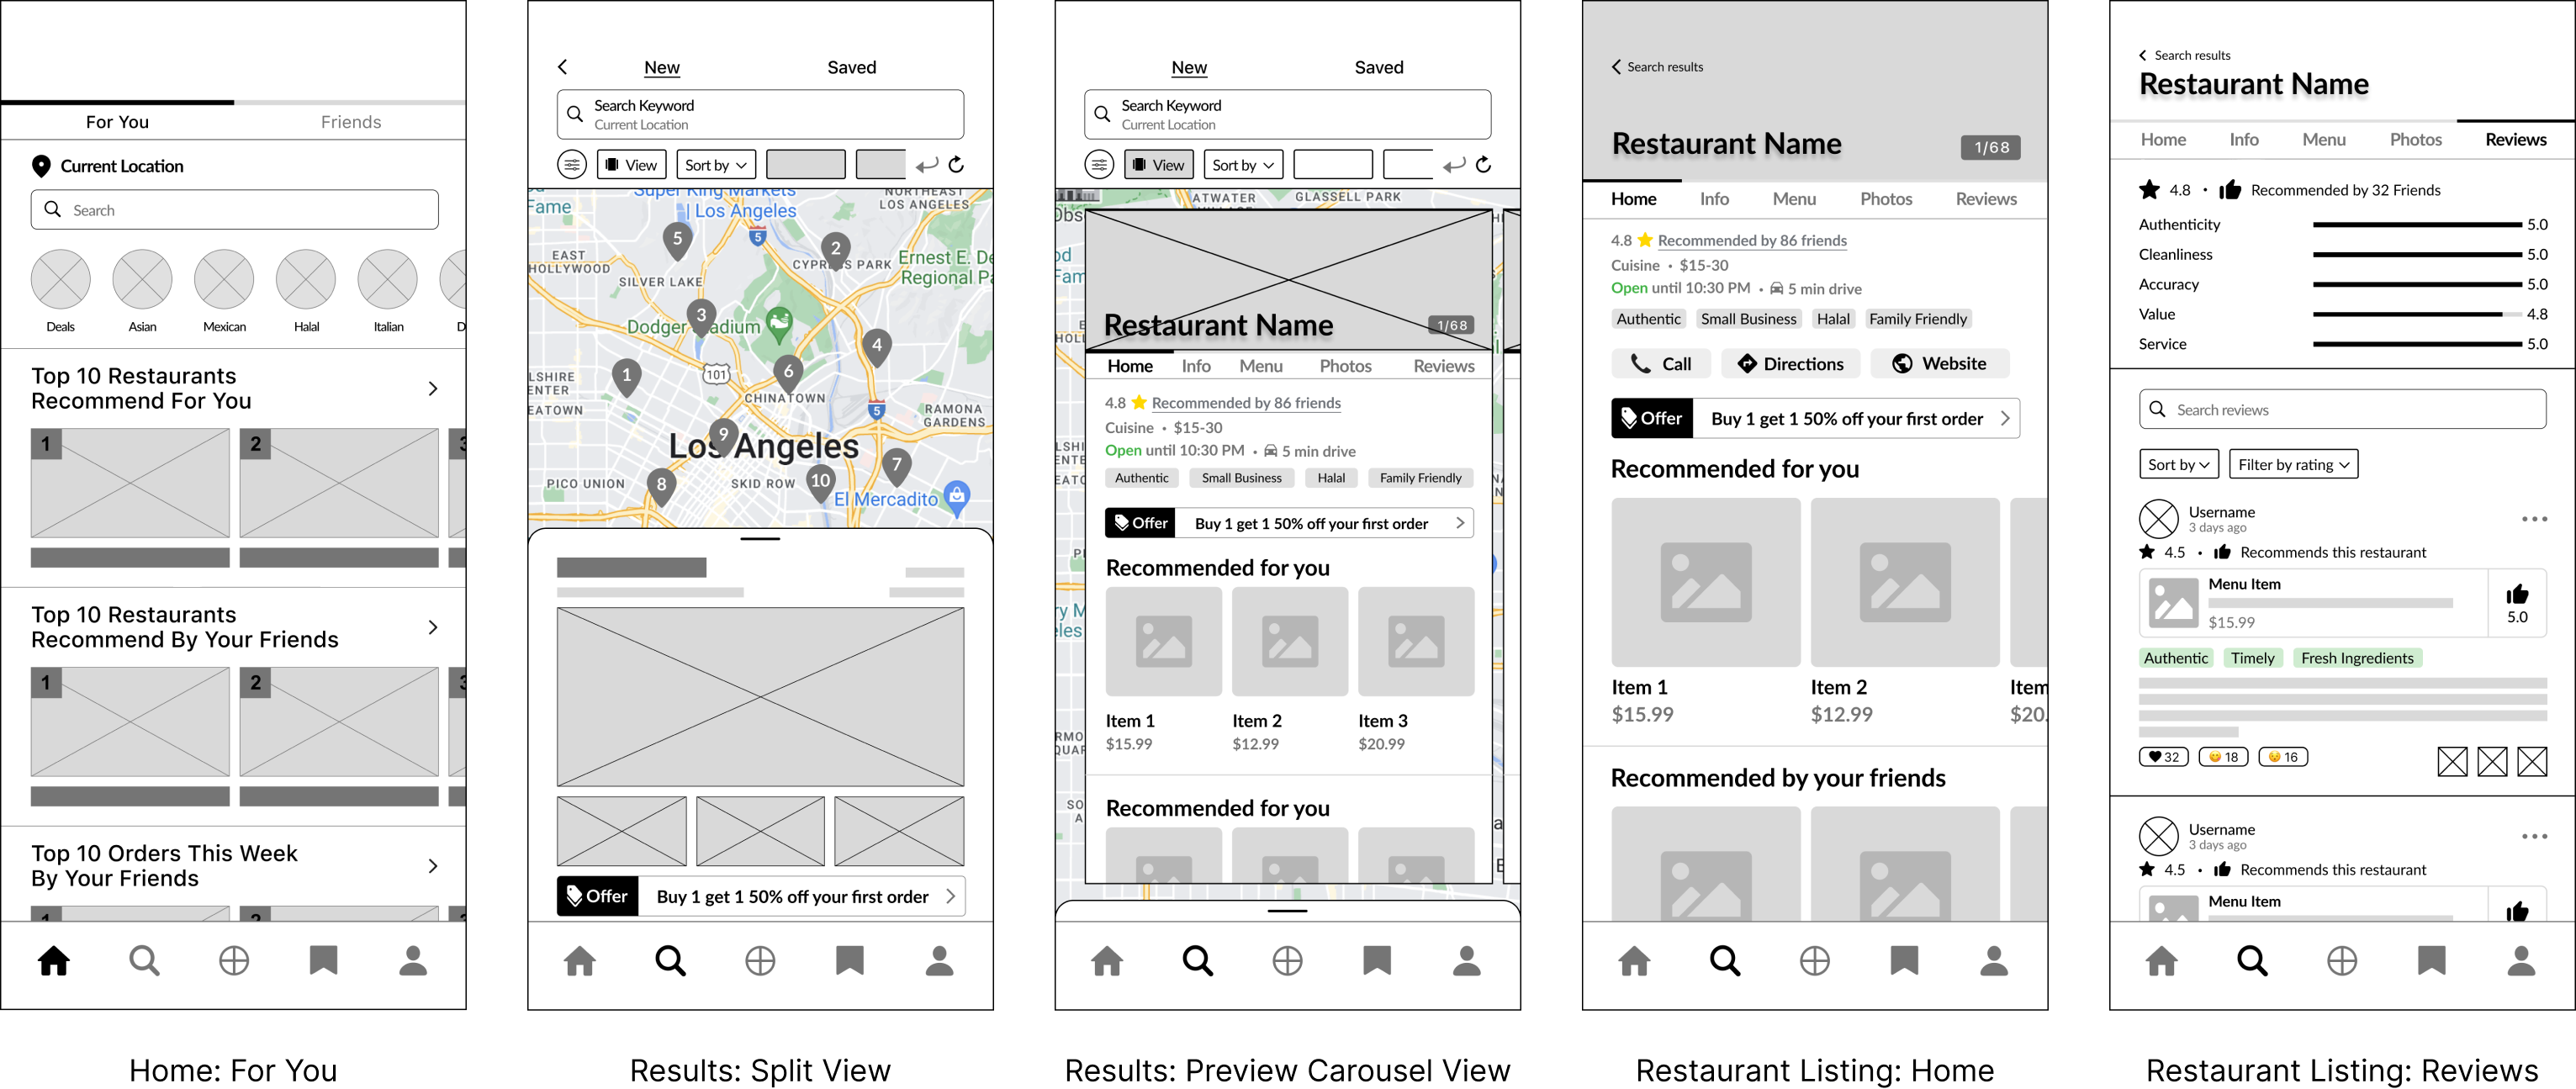 For You
Friends
Current Location
Search
Deals
Asian
Mexican
Halal
Italian
D
Top 10 Restaurants
Recommend For You
1
2
3
Top 10 Restaurants
Recommend By Your Friends
1
2
3
Top 10 Orders This Week
By Your Friends
1
2
Home: For You
New
Saved
Search Keyword
Current Location
View
Sort by
Super King Markets
| Los Angeles
NORTHEAST
LOS ANGELES
Fame
5
5
2
EAST
HOLLYWOOD
CYPRESS PARK
Ernest E. De
Regional Pa
SILVER LAKE
3
Dodger Stadium
4
LSHIRE
ENTER
1
101
6
CHINATOWN
EATOWN
5
RAMONA
GARDENS
9
Los Angeles
7
PICO UNION
8
SKID ROW
10
El Mercadito
Offer
Buy 1 get 1 50% off your first order
Results: Split View
New
Saved
Search Keyword
Current Location
View
Sort by
ATWATER
GLASSELL PARK
Obs
Restaurant Name
1/68
Home
Info
Menu
Photos
Reviews
4.8
Recommended by 86 friends
Cuisine • $15-30
Open until 10:30 PM • 5 min drive
Authentic
Small Business
Halal
Family Friendly
Offer
Buy 1 get 1 50% off your first order
Recommended for you
Item 1
Item 2
Item 3
$15.99
$12.99
$20.99
Recommended for you
Results: Preview Carousel View
Search results
Restaurant Name
1/68
Home
Info
Menu
Photos
Reviews
4.8
Recommended by 86 friends
Cuisine • $15-30
Open until 10:30 PM • 5 min drive
Authentic
Small Business
Halal
Family Friendly
Call
Directions
Website
Offer
Buy 1 get 1 50% off your first order
Recommended for you
Item 1
Item 2
Item
$15.99
$12.99
$20.
Recommended by your friends
Restaurant Listing: Home
Search results
Restaurant Name
Home
Info
Menu
Photos
Reviews
4.8 • Recommended by 32 Friends
Authenticity 5.0
Cleanliness 5.0
Accuracy 5.0
Value 4.8
Service 5.0
Search reviews
Sort by
Filter by rating
Username
3 days ago
4.5 • Recommends this restaurant
Menu Item
$15.99
5.0
Authentic
Timely
Fresh Ingredients
32
18
16
Username
3 days ago
4.5 • Recommends this restaurant
Menu Item
Restaurant Listing: Reviews